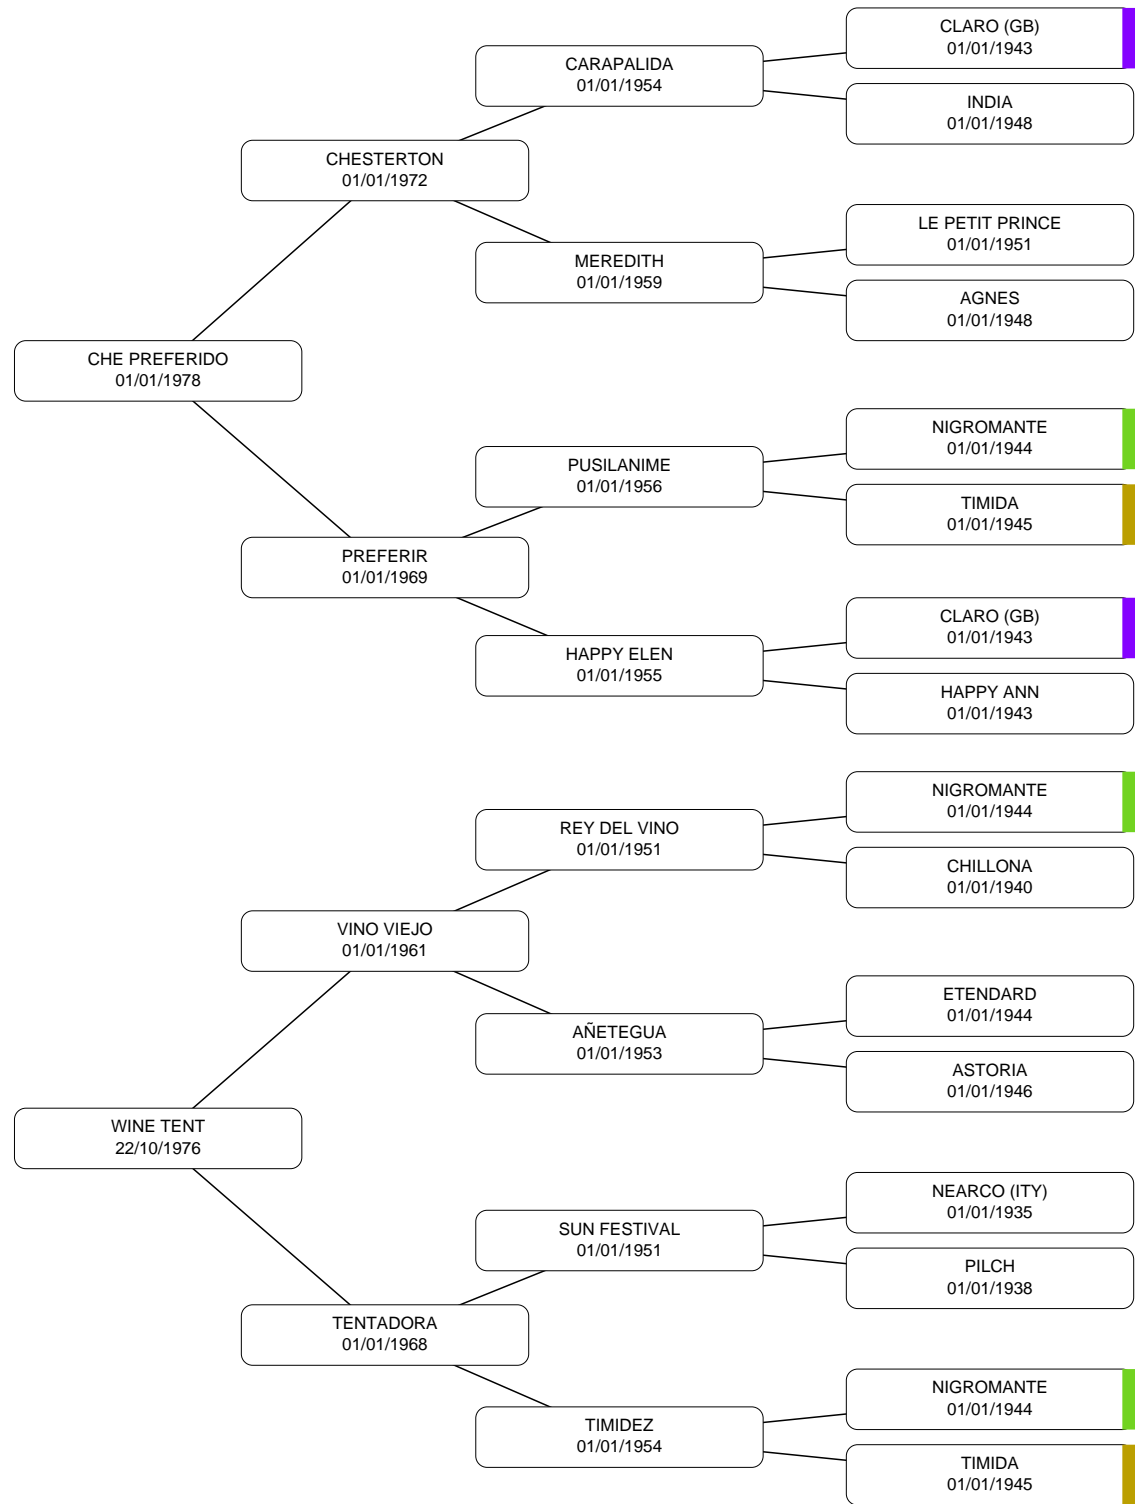 CLARO (GB)
01/01/1943
CARAPALIDA
01/01/1954
INDIA
01/01/1948
CHESTERTON
01/01/1972
LE PETIT PRINCE
01/01/1951
MEREDITH
01/01/1959
AGNES
01/01/1948
CHE PREFERIDO
01/01/1978
NIGROMANTE
01/01/1944
PUSILANIME
01/01/1956
TIMIDA
01/01/1945
PREFERIR
01/01/1969
CLARO (GB)
01/01/1943
HAPPY ELEN
01/01/1955
HAPPY ANN
01/01/1943
NIGROMANTE
01/01/1944
REY DEL VINO
01/01/1951
CHILLONA
01/01/1940
VINO VIEJO
01/01/1961
ETENDARD
01/01/1944
AÑETEGUA
01/01/1953
ASTORIA
01/01/1946
WINE TENT
22/10/1976
NEARCO (ITY)
01/01/1935
SUN FESTIVAL
01/01/1951
PILCH
01/01/1938
TENTADORA
01/01/1968
NIGROMANTE
01/01/1944
TIMIDEZ
01/01/1954
TIMIDA
01/01/1945